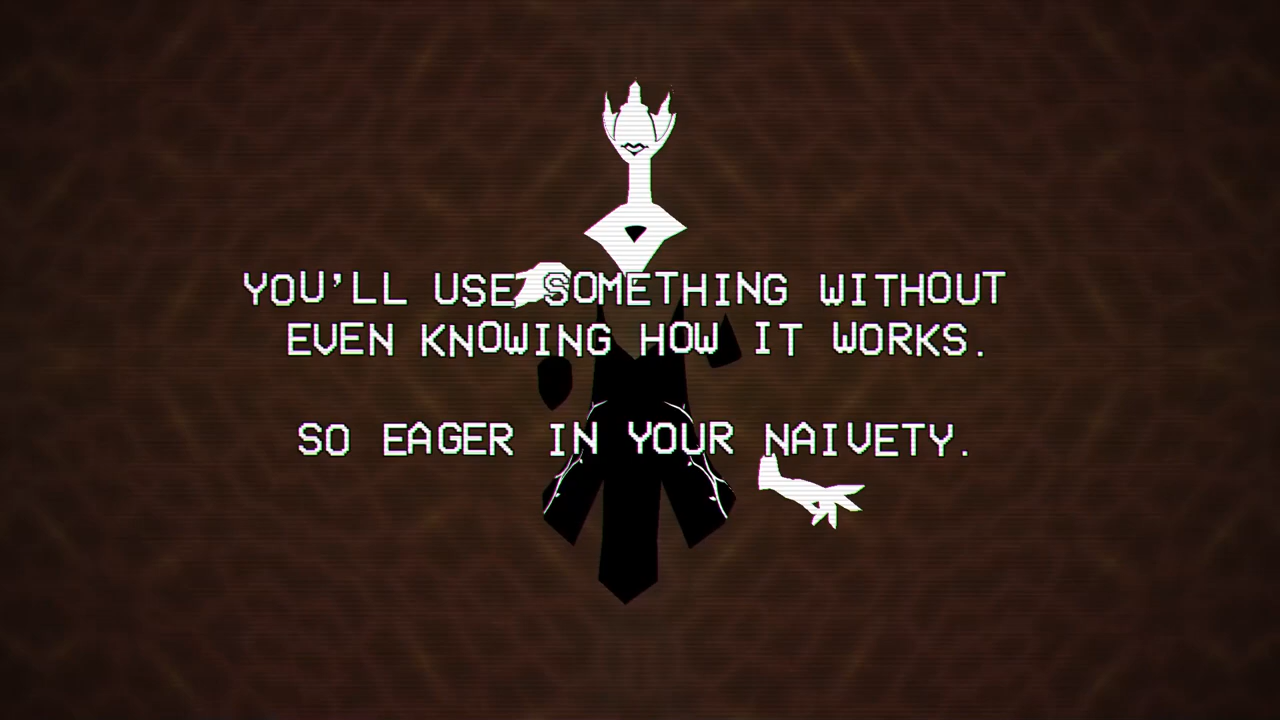 YOU'LL USE SOMETHING WITHOUT
EVEN KNOWING HOW IT WORKS.
SO EAGER IN YOUR NAIVETY.